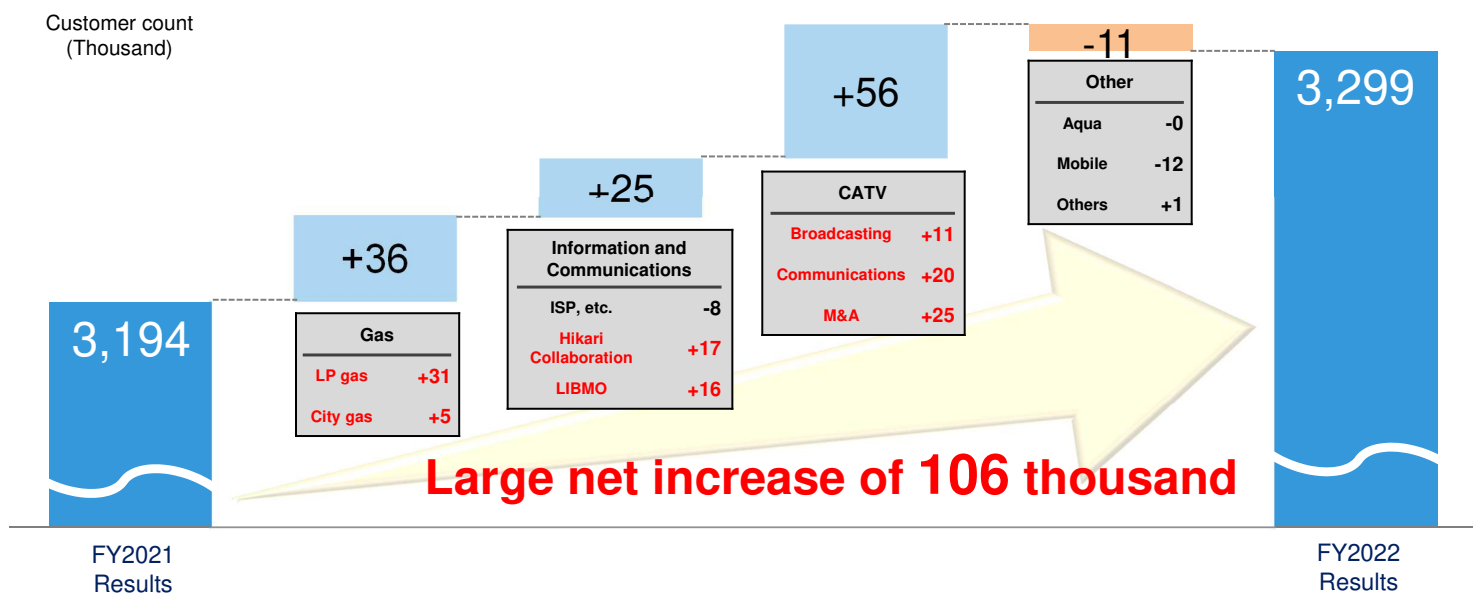 Customer count
(Thousand)
3,194
+36
Gas
LP gas +31
City gas +5
+25
Information and
Communications
ISP, etc. -8
Hikari
Collaboration +17
LIBMO +16
+56
CATV
Broadcasting +11
Communications +20
M&A +25
-11
Other
Aqua -0
Mobile -12
Others +1
3,299
Large net increase of 106 thousand
FY2021
Results
FY2022
Results